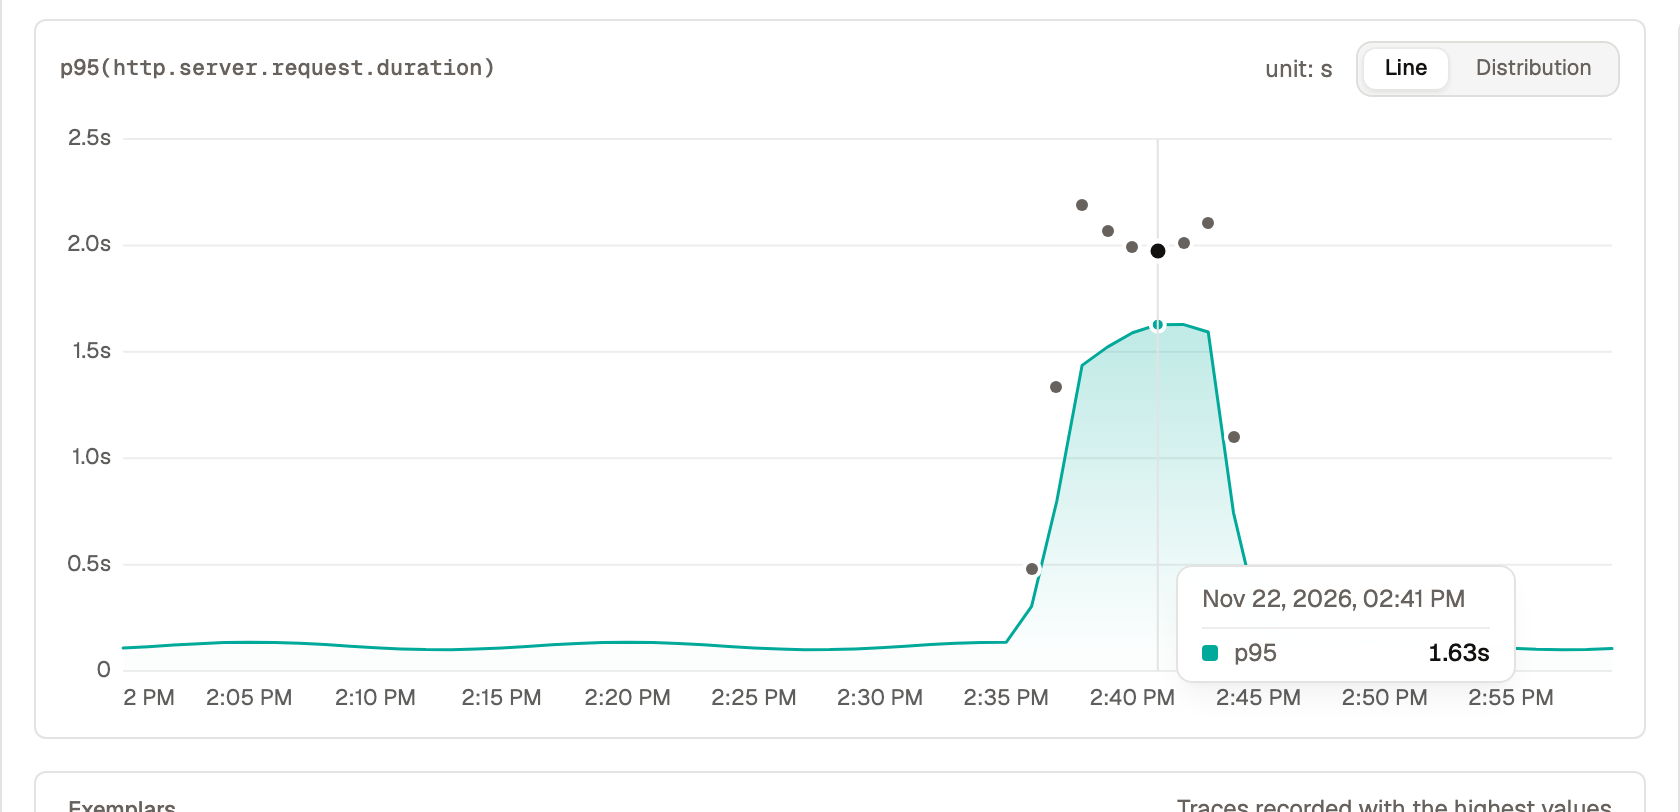 p95(http.server.request.duration)
unit: s
Line
Distribution
2.5s
2.0s
1.5s
1.0s
0.5s
0
Nov 22, 2026, 02:41 PM
p95 1.63s
2 PM 2:05 PM 2:10 PM 2:15 PM 2:20 PM 2:25 PM 2:30 PM 2:35 PM 2:40 PM 2:45 PM 2:50 PM 2:55 PM
Exemplars
Traces recorded with the highest values